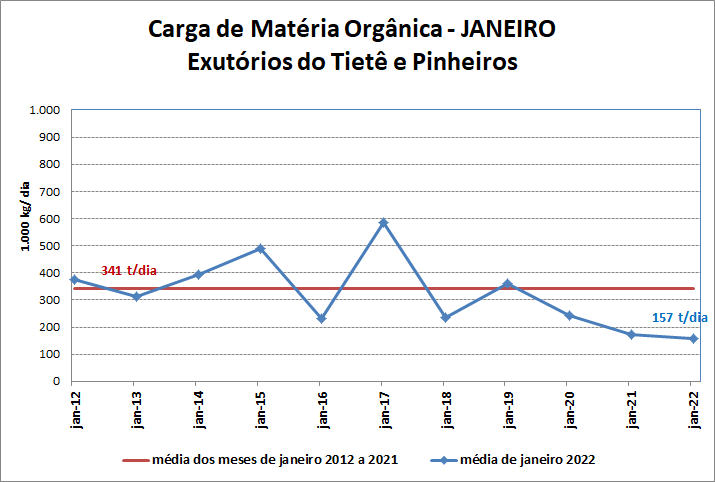 Carga de Matéria Orgânica - JANEIRO
Exutórios do Tietê e Pinheiros
1.000 kg/ dia
1.000
900
800
700
600
500
400
300
200
100
0
341 t/dia
157 t/dia
jan-12
jan-13
jan-14
jan-15
jan-16
jan-17
jan-18
jan-19
jan-20
jan-21
jan-22
média dos meses de janeiro 2012 a 2021
média de janeiro 2022